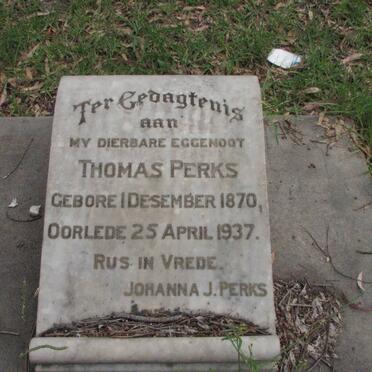 Ter Gedagtenis
aan
MY DIERBARE EGGENOOT
THOMAS PERKS
GEBORE 1 DESEMBER 1870,
OORLEDE 25 APRIL 1937.
RUS IN VREDE.
JOHANNA J. PERKS